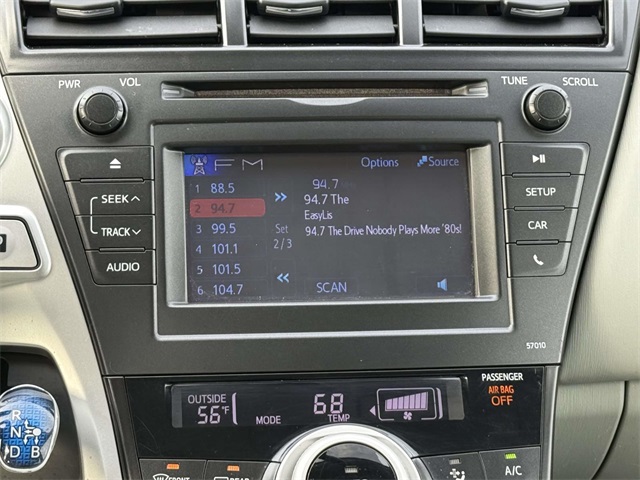 PWR VOL TUNE SCROLL
FM Options Source
1 88.5 94.7
2 94.7 94.7 The
EasyLis
3 99.5 Set 94.7 The Drive Nobody Plays More '80s!
4 101.1 2/3
5 101.5
6 104.7 SCAN
SEEK
TRACK
AUDIO
SETUP
CAR
57010
PASSENGER
AIR BAG
OFF
OUTSIDE
56°F MODE 68
TEMP
R
N D
B
FRONT REAR A/C